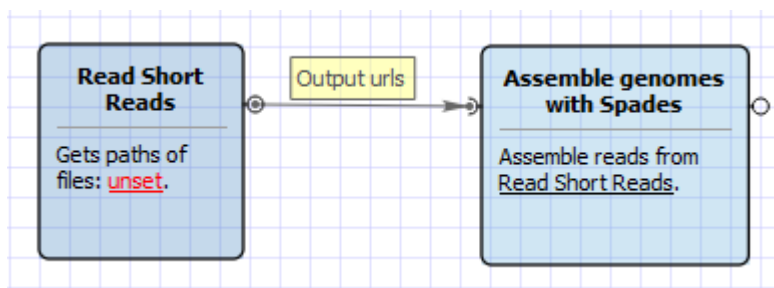 Read Short
Reads
Gets paths of
files: unset.
Output urls
Assemble genomes
with Spades
Assemble reads from
Read Short Reads.